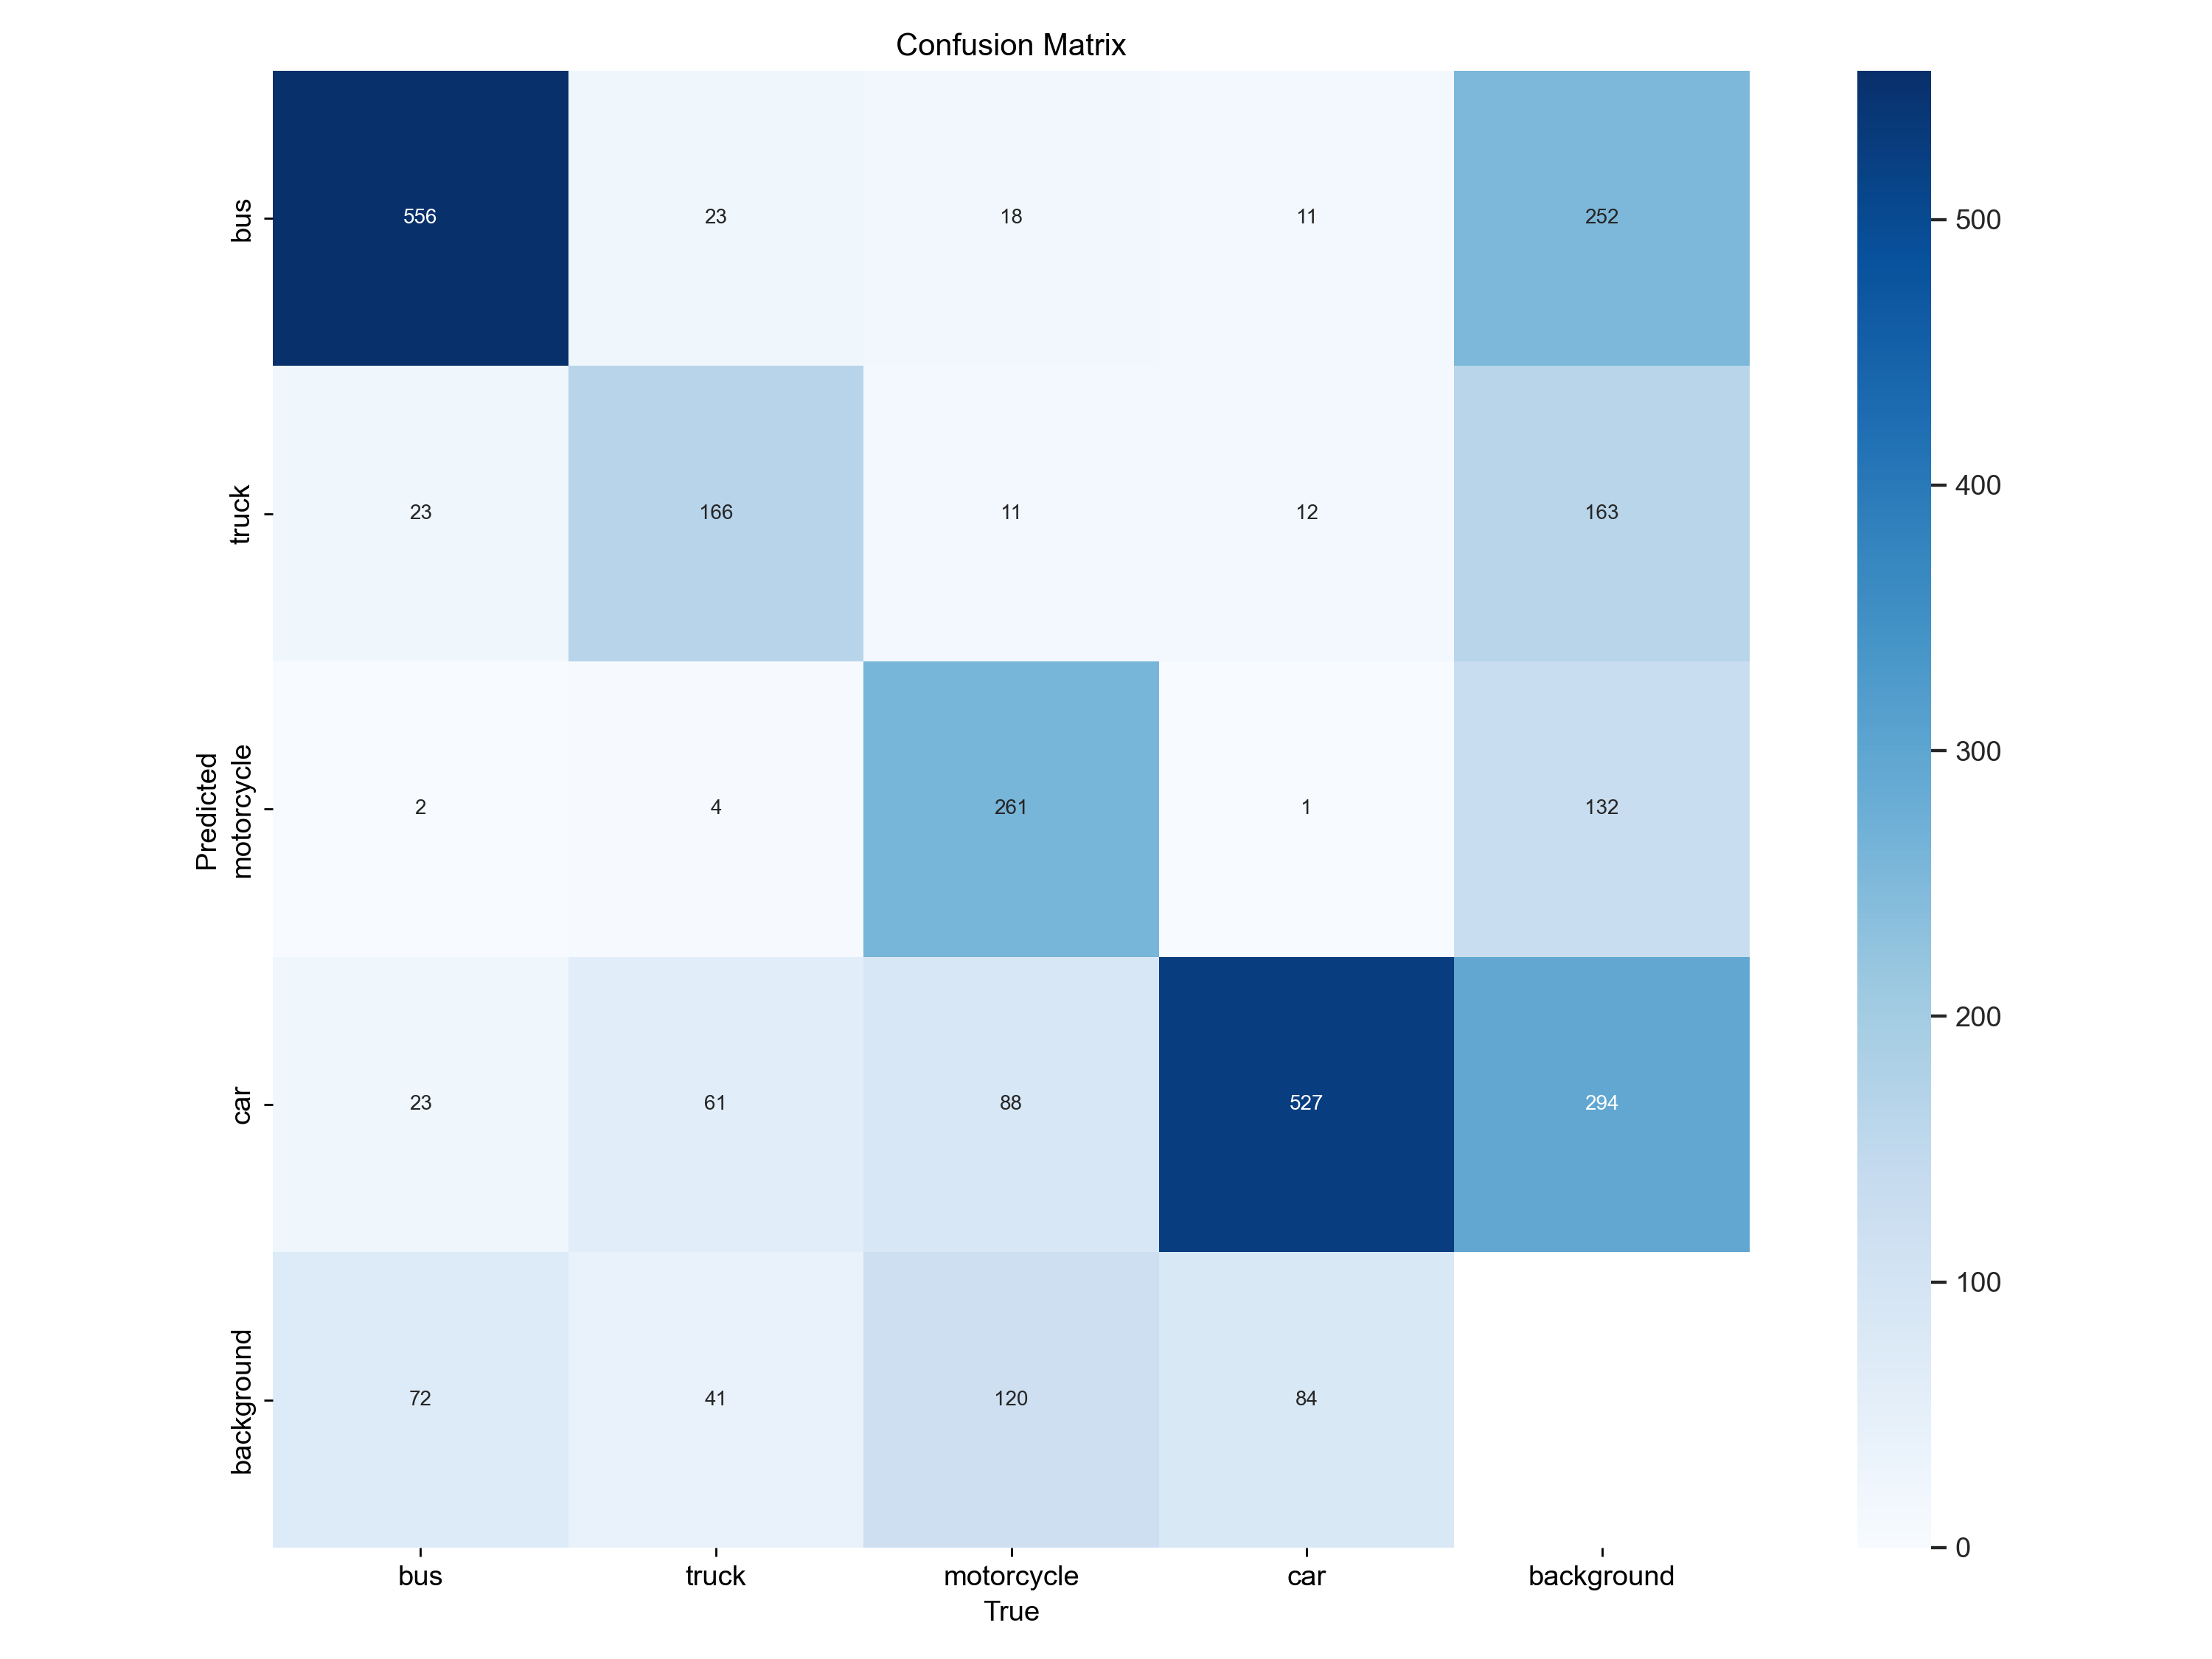 Confusion Matrix
bus 556 23 18 11 252
truck 23 166 11 12 163
Predicted
motorcycle 2 4 261 1 132
car 23 61 88 527 294
background 72 41 120 84
bus truck motorcycle car background
True
500
400
300
200
100
0